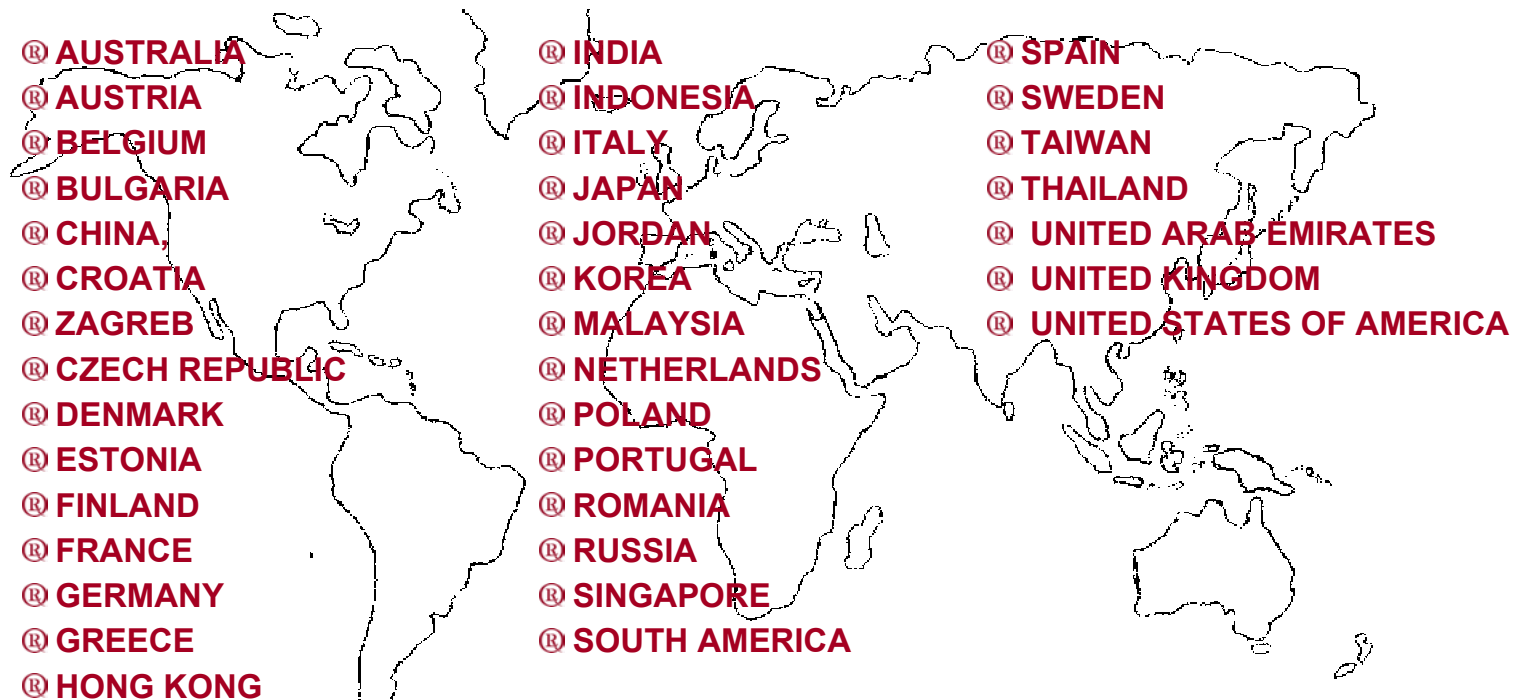 ® AUSTRALIA
® AUSTRIA
® BELGIUM
® BULGARIA
® CHINA,
® CROATIA
® ZAGREB
® CZECH REPUBLIC
® DENMARK
® ESTONIA
® FINLAND
® FRANCE
® GERMANY
® GREECE
® HONG KONG
® INDIA
® INDONESIA
® ITALY
® JAPAN
® JORDAN
® KOREA
® MALAYSIA
® NETHERLANDS
® POLAND
® PORTUGAL
® ROMANIA
® RUSSIA
® SINGAPORE
® SOUTH AMERICA
® SPAIN
® SWEDEN
® TAIWAN
® THAILAND
® UNITED ARAB EMIRATES
® UNITED KINGDOM
® UNITED STATES OF AMERICA